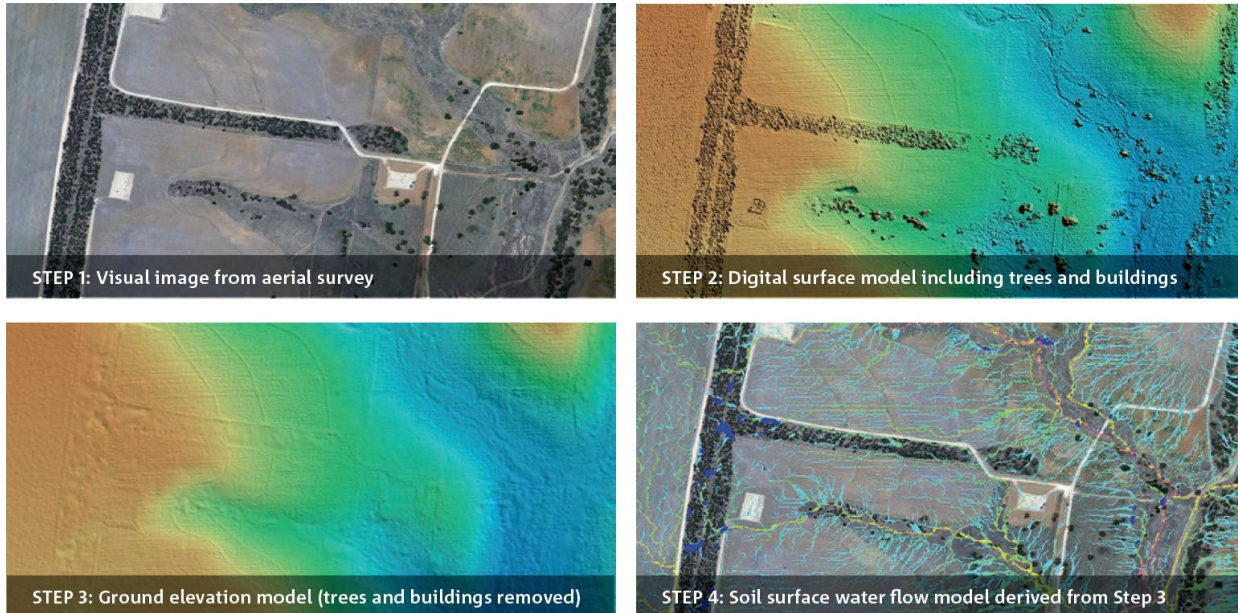 STEP 1: Visual image from aerial survey
STEP 2: Digital surface model including trees and buildings
STEP 3: Ground elevation model (trees and buildings removed)
STEP 4: Soil surface water flow model derived from Step 3